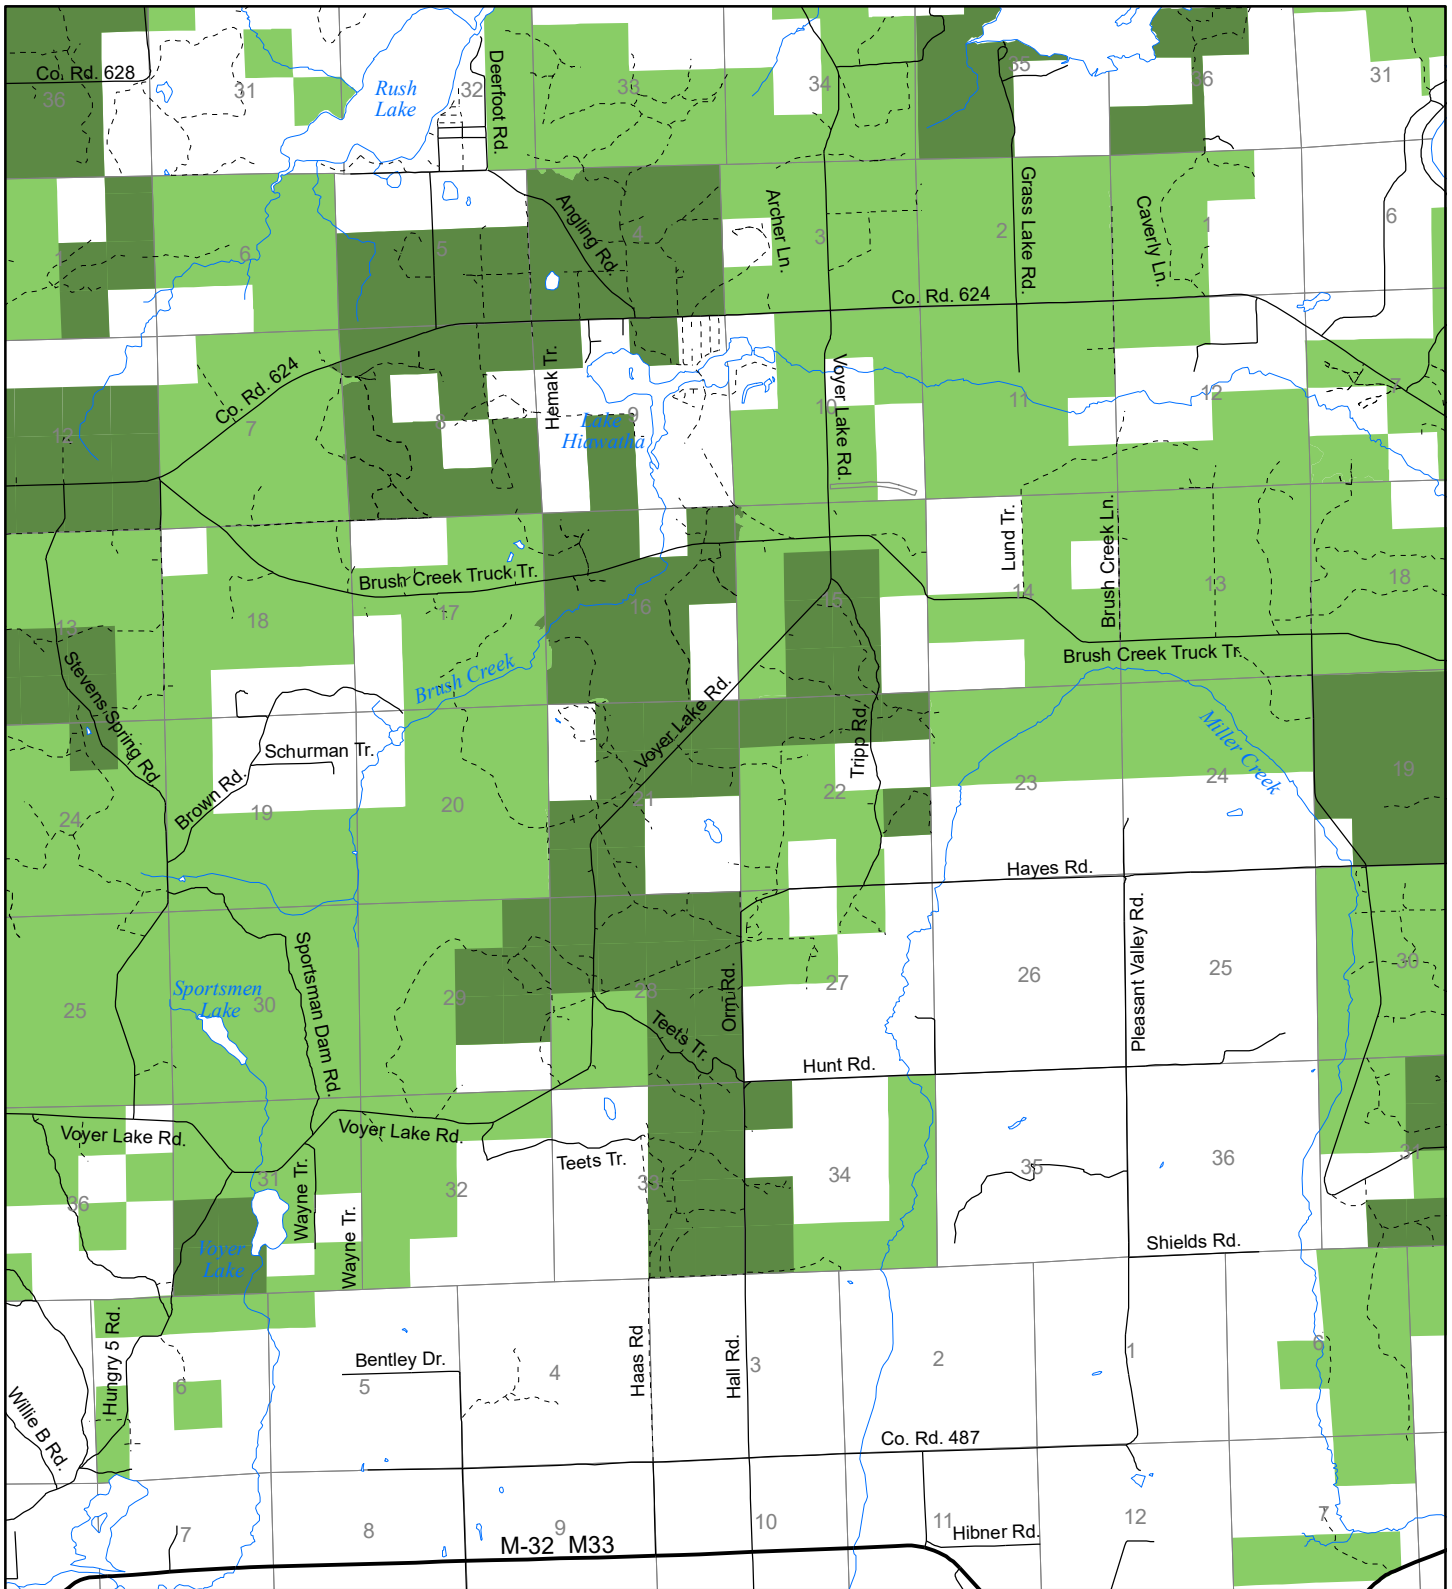 Co. Rd. 628
36
31
Rush
Lake
32
Deerfoot Rd.
33
34
35
36
31
6
5
Angling Rd.
4
Archer Ln.
3
2
Grass Lake Rd.
Caverly Ln.
1
6
Co. Rd. 624
Co. Rd. 624
12
7
8
Hemak Tr.
9
Lake
Hiawatha
10
Voyer Lake Rd.
11
12
7
Lund Tr.
Brush Creek Ln.
13
18
Brush Creek Truck Tr.
17
16
15
14
13
18
Stevens Spring Rd
Brush Creek
Brush Creek Truck Tr.
Schurman Tr.
Brown Rd.
Voyer Lake Rd.
Tripp Rd.
Miller Creek
24
19
20
21
22
23
24
19
Hayes Rd.
Sportsmen
Lake
25
30
Sportsman Dam Rd.
29
28
Teets Tr.
Orm Rd.
27
26
Pleasant Valley Rd.
25
30
Hunt Rd.
Voyer Lake Rd.
Voyer Lake Rd.
Teets Tr.
36
31
Wayne Tr.
Wayne Tr.
32
33
34
35
36
31
Voyer
Lake
Shields Rd.
Hungry 5 Rd.
Willie B Rd.
6
Bentley Dr.
5
4
Haas Rd
Hall Rd.
3
2
1
6
Co. Rd. 487
7
8
9
10
11
Hibner Rd.
12
7
M-32 M33